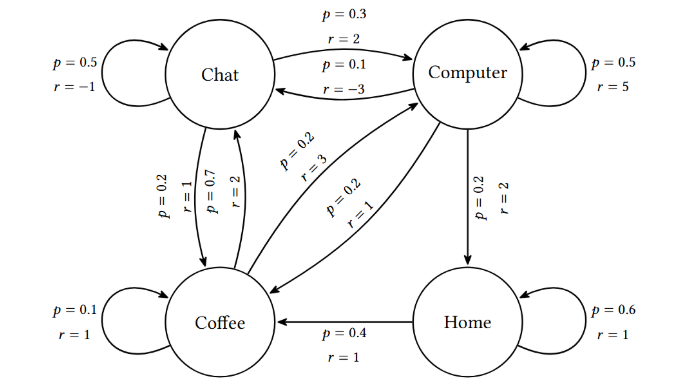 p = 0.3
r = 2
p = 0.5
r = −1
Chat
p = 0.1
r = −3
Computer
p = 0.5
r = 5
p = 0.2
r = 1
p = 0.7
r = 2
p = 0.2
r = 3
p = 0.2
r = 1
p = 0.2
r = 2
p = 0.1
r = 1
Coffee
p = 0.4
r = 1
Home
p = 0.6
r = 1